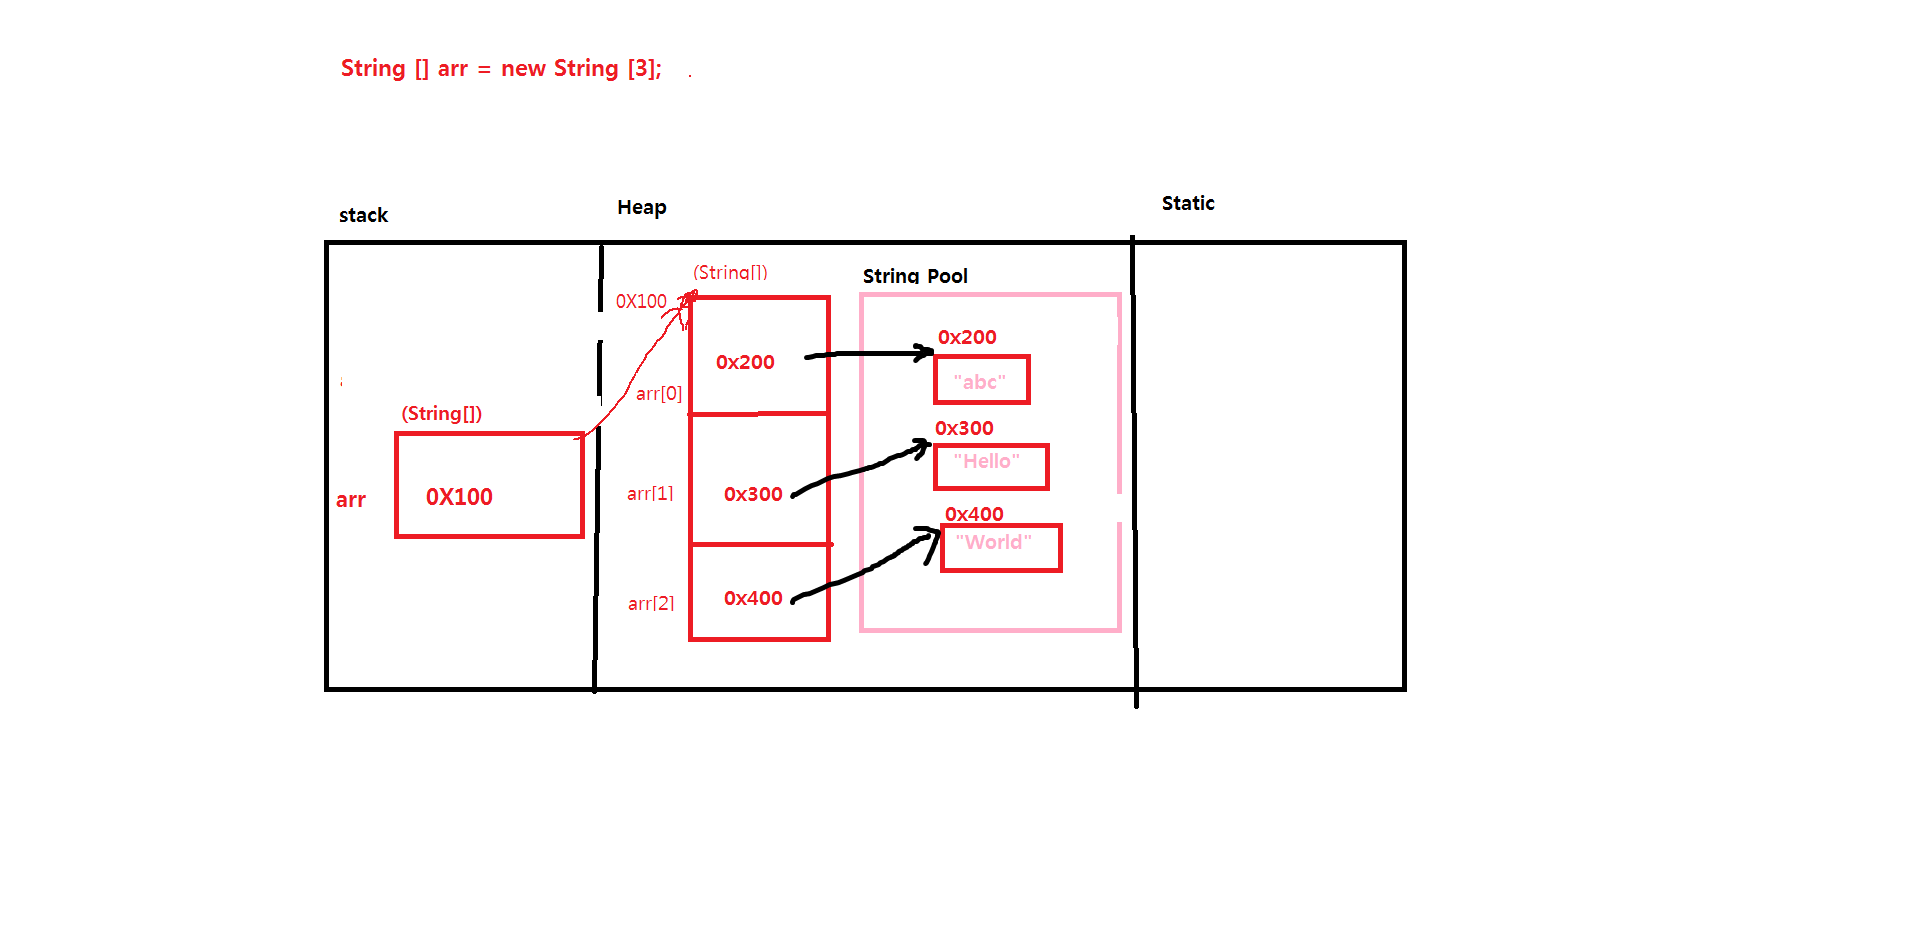 String [] arr = new String [3];
stack
Heap
Static
(String[])
String Pool
0X100
0x200
0x200
"abc"
arr[0]
(String[])
0x300
"Hello"
arr
0X100
arr[1]
0x300
0x400
"World"
arr[2]
0x400